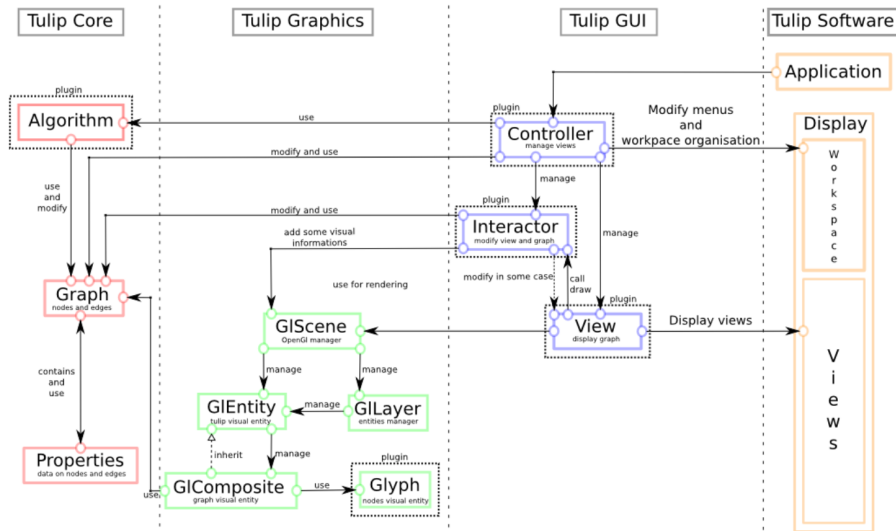 Tulip Core
Tulip Graphics
Tulip GUI
Tulip Software
Application
plugin
Algorithm
plugin
Controller
manage views
use
Modify menus
and
workpace organisation
Display
Workspace
modify and use
use
and
modify
manage
plugin
Interactor
modify view and graph
modify and use
add some visual
informations
manage
modify in some case
call
draw
use for rendering
Graph
nodes and edges
GlScene
OpenGl manager
plugin
View
display graph
Display views
Views
manage
manage
contains
and
use
GlEntity
tulip visual entity
manage
GlLayer
entities manager
inherit
manage
Properties
data on nodes and edges
use
GlComposite
graph visual entity
use
plugin
Glyph
nodes visual entity